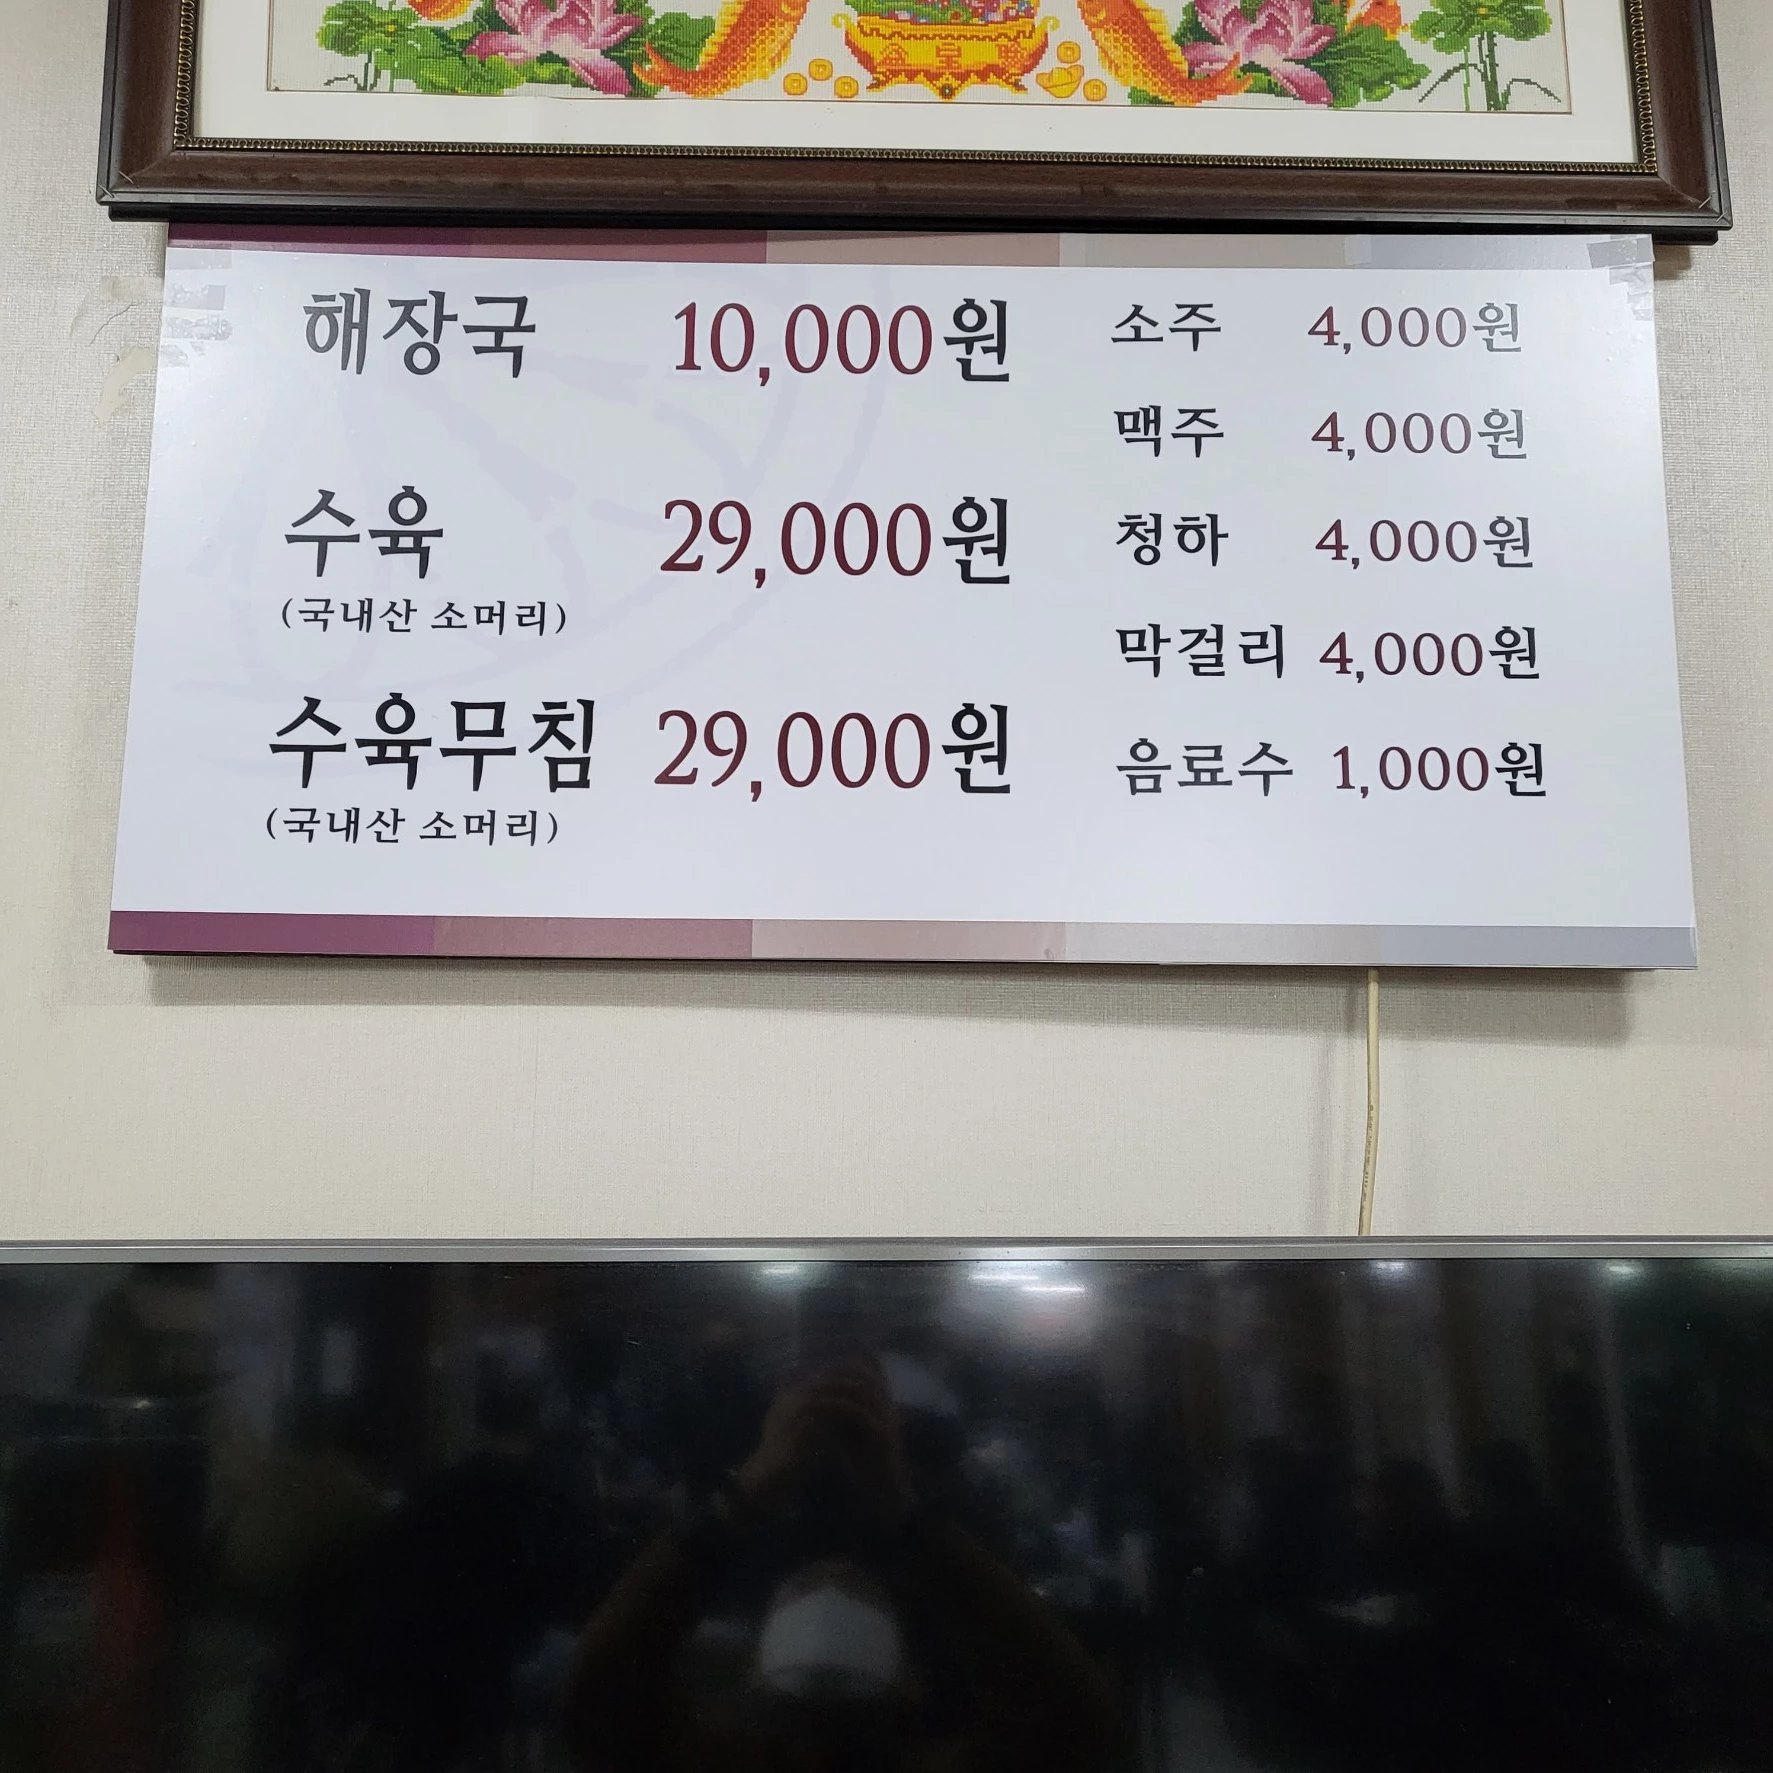 해장국 10,000원
수육 29,000원
(국내산 소머리)
수육무침 29,000원
(국내산 소머리)
소주 4,000원
맥주 4,000원
청하 4,000원
막걸리 4,000원
음료수 1,000원